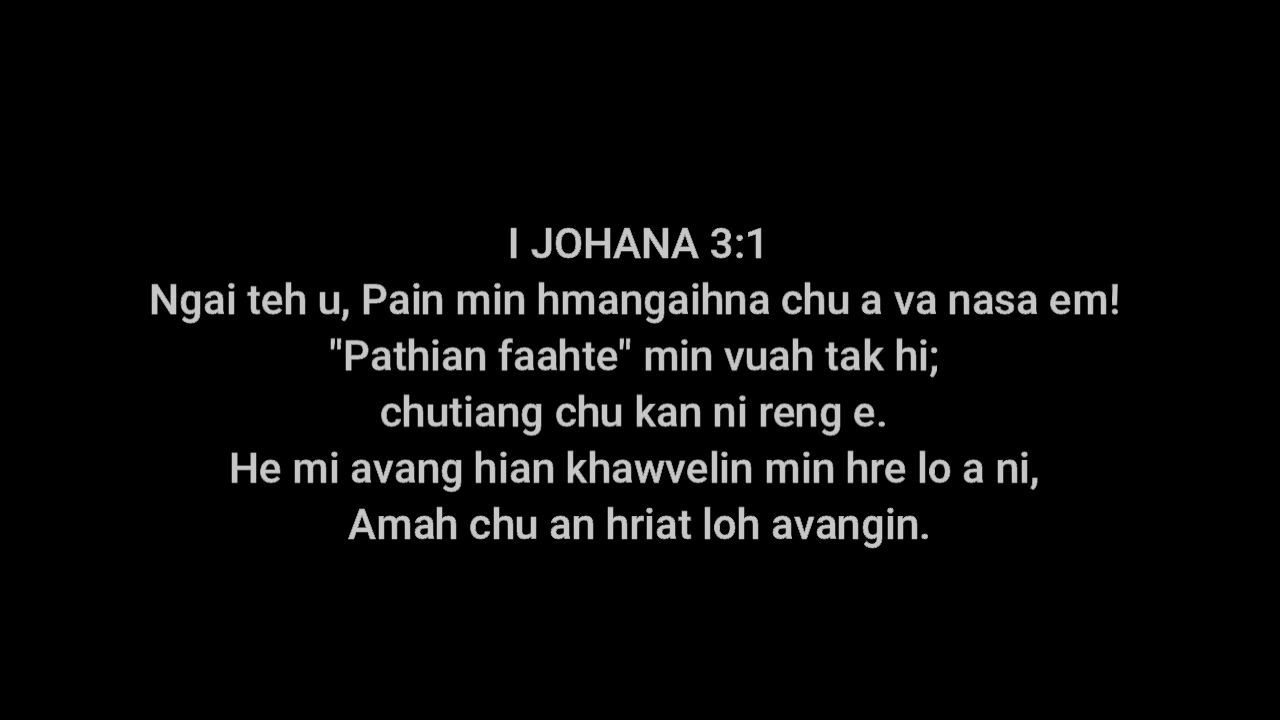 I JOHANA 3:1
Ngai teh u, Pain min hmangaihna chu a va nasa em!
"Pathian faahte" min vuah tak hi;
chutiang chu kan ni reng e.
He mi avang hian khawvelin min hre lo a ni,
Amah chu an hriat loh avangin.